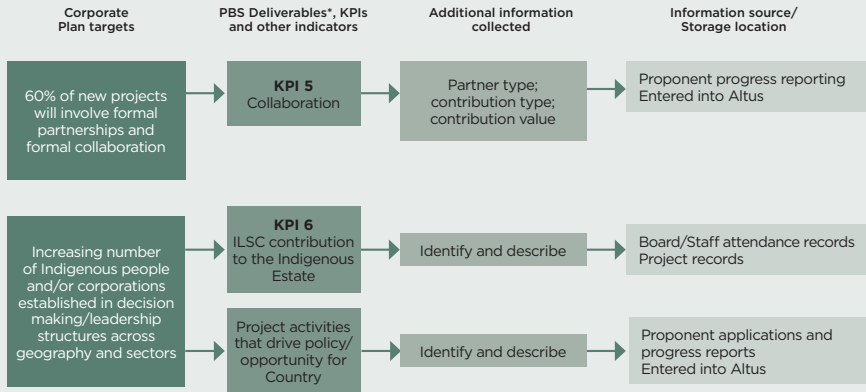 Corporate
Plan targets
PBS Deliverables*, KPIs
and other indicators
Additional information
collected
Information source/
Storage location
60% of new projects
will involve formal
partnerships and
formal collaboration
KPI 5
Collaboration
Partner type;
contribution type;
contribution value
Proponent progress reporting
Entered into Altus
Increasing number
of Indigenous people
and/or corporations
established in decision
making/leadership
structures across
geography and sectors
KPI 6
ILSC contribution
to the Indigenous
Estate
Identify and describe
Board/Staff attendance records
Project records
Project activities
that drive policy/
opportunity for
Country
Identify and describe
Proponent applications and
progress reports
Entered into Altus